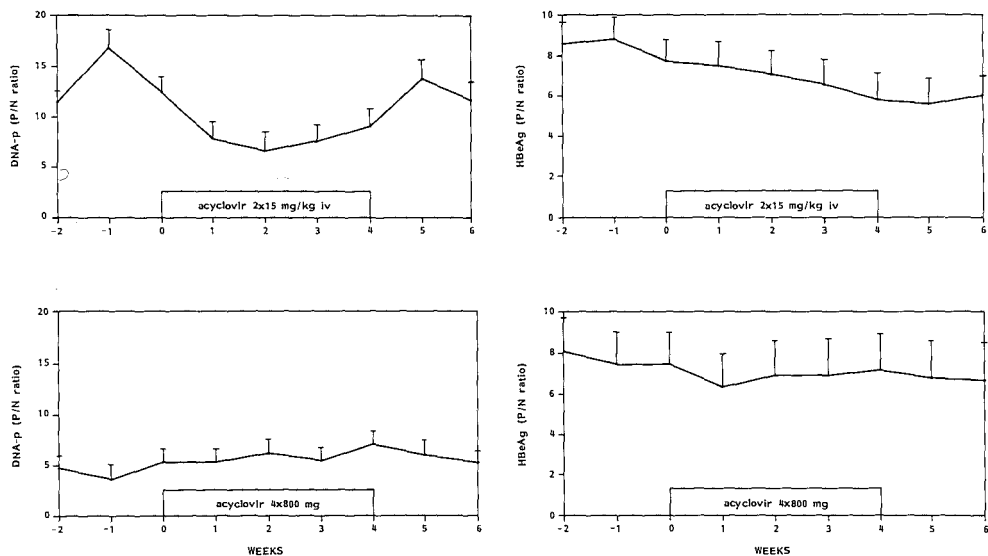 20
15
10
5
0
DNA-p (P/N ratio)
acyclovir 2x15 mg/kg iv
-2 -1 0 1 2 3 4 5 6
10
8
6
4
2
0
HBeAg (P/N ratio)
acyclovir 2x15 mg/kg iv
-2 -1 0 1 2 3 4 5 6
20
15
10
5
0
DNA-p (P/N ratio)
acyclovir 4x800 mg
-2 -1 0 1 2 3 4 5 6
WEEKS
10
8
6
4
2
0
HBeAg (P/N ratio)
acyclovir 4x800 mg
-2 -1 0 1 2 3 4 5 6
WEEKS